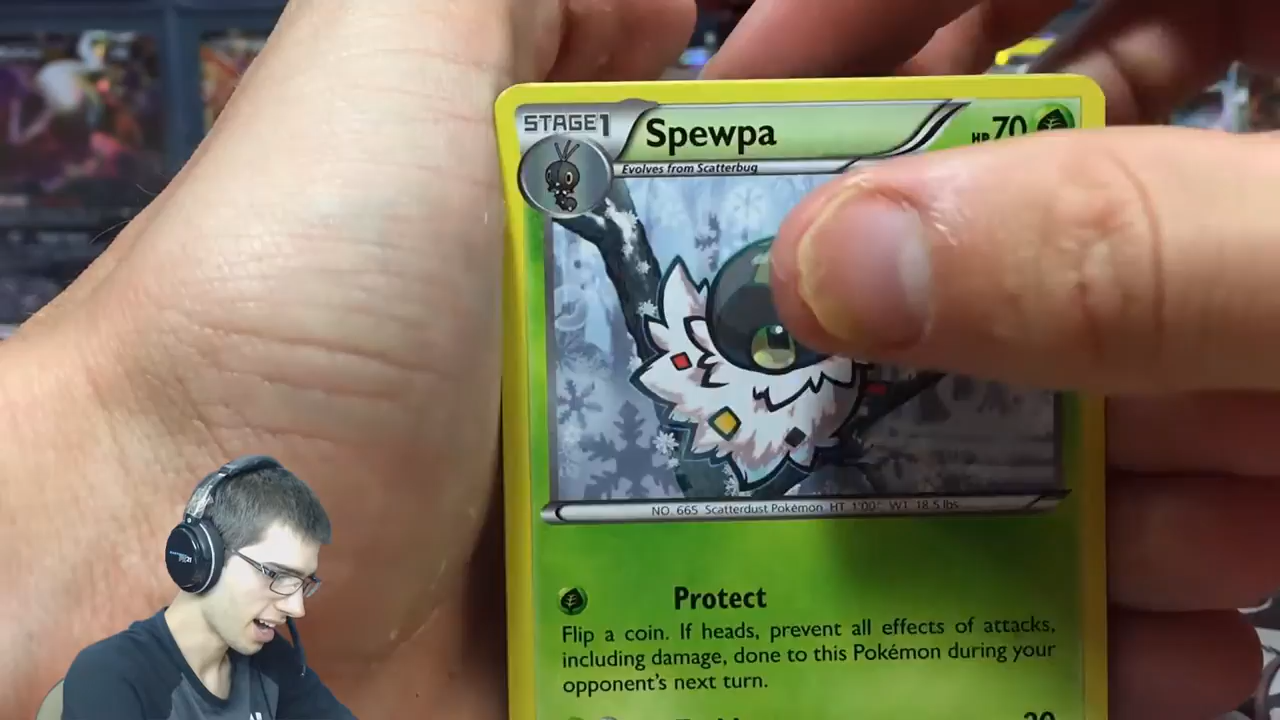 STAGE1
Spewpa
HP 70
Evolves from Scatterbug
NO. 665 Scatterdust Pokémon HT 1'00" WT 18.5 lbs
Protect
Flip a coin. If heads, prevent all effects of attacks,
including damage, done to this Pokémon during your
opponent's next turn.
20